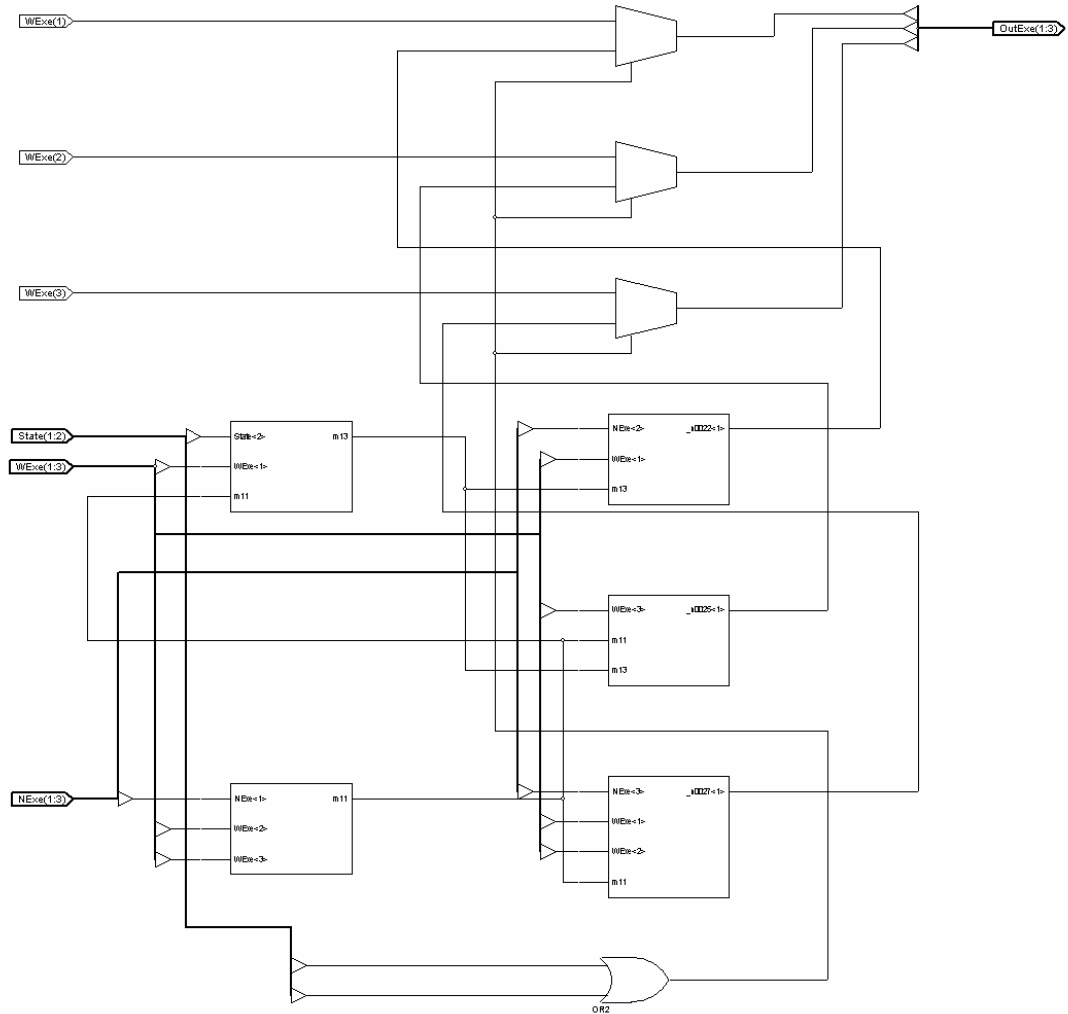 WExe(1)
OutExe(1:3)
WExe(2)
WExe(3)
State(1:2)
WExe(1:3)
State<2>
m13
WExe<1>
m11
NExe<2>
_n0022<1>
WExe<1>
m13
WExe<3>
_n0025<1>
m11
m13
NExe(1:3)
NExe<1>
m11
WExe<2>
WExe<3>
NExe<3>
_n0027<1>
WExe<1>
WExe<2>
m11
OR2